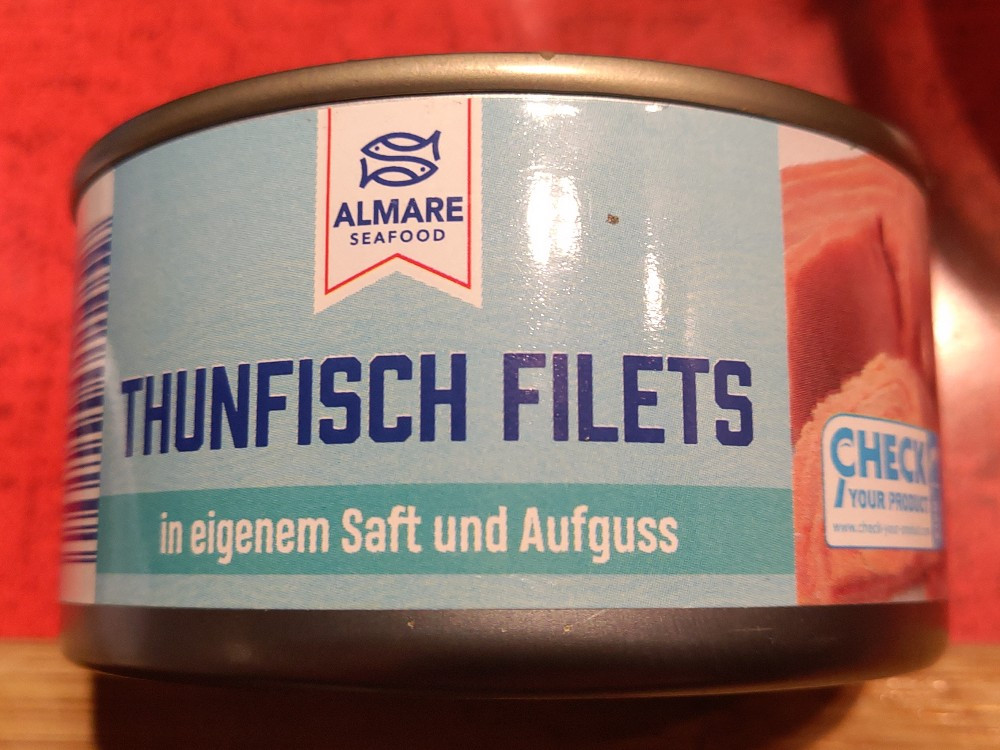 ALMARE
SEAFOOD
THUNFISCH FILETS
in eigenem Saft und Aufguss
CHECK
YOUR PRODUCT